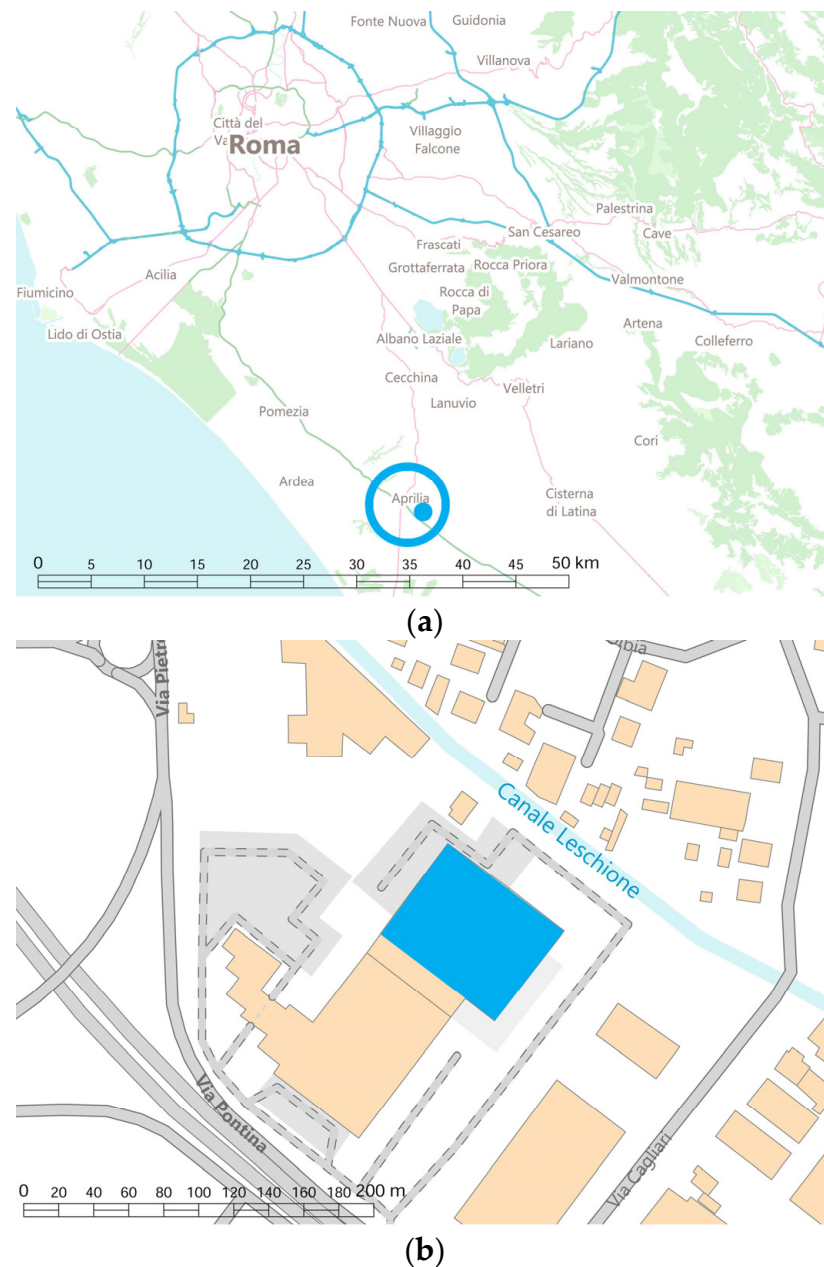 Fonte Nuova
Guidonia
Villanova
Città del
Va
Roma
Villaggio
Falcone
Palestrina
San Cesareo
Cave
Frascati
Grottaferrata
Rocca Priora
Acilia
Valmontone
Fiumicino
Rocca di
Papa
Artena
Lido di Ostia
Albano Laziale
Lariano
Colleferro
Cecchina
Velletri
Lanuvio
Pomezia
Cori
Ardea
Aprilia
Cisterna
di Latina
0 5 10 15 20 25 30 35 40 45 50 km
(a)
Via Pietro
Canale Leschione
Via Pontina
Via Cagliari
0 20 40 60 80 100 120 140 160 180 200 m
(b)